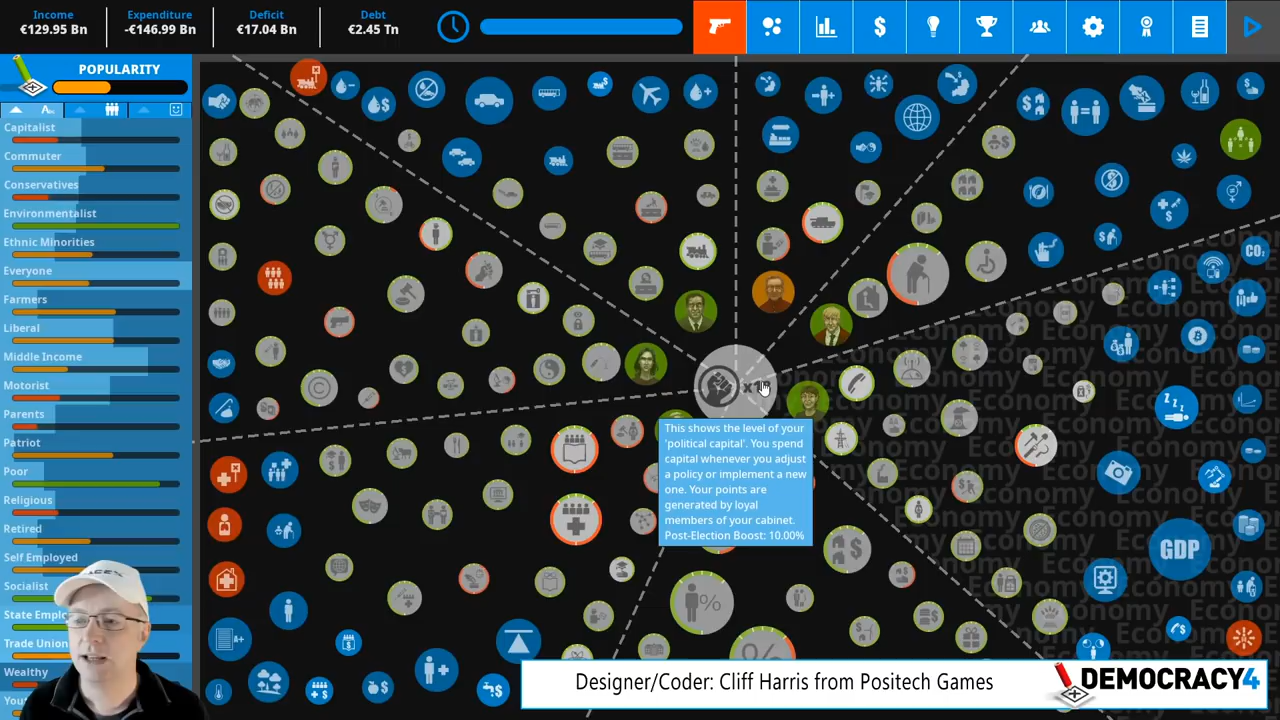 Income
€129.95 Bn
Expenditure
-€146.99 Bn
Deficit
€17.04 Bn
Debt
€2.45 Tn
POPULARITY
Capitalist
Commuter
Conservatives
Environmentalist
Ethnic Minorities
Everyone
Farmers
Liberal
Middle Income
Motorist
Parents
Patriot
Poor
Religious
Retired
Self Employed
Socialist
State Emplo
Trade Union
Wealthy
You
This shows the level of your
'political capital'. You spend
capital whenever you adjust
a policy or implement a new
one. Your points are
generated by loyal
members of your cabinet.
Post-Election Boost: 10.00%
Economy
CO₂
GDP
A+
Designer/Coder: Cliff Harris from Positech Games
DEMOCRACY4